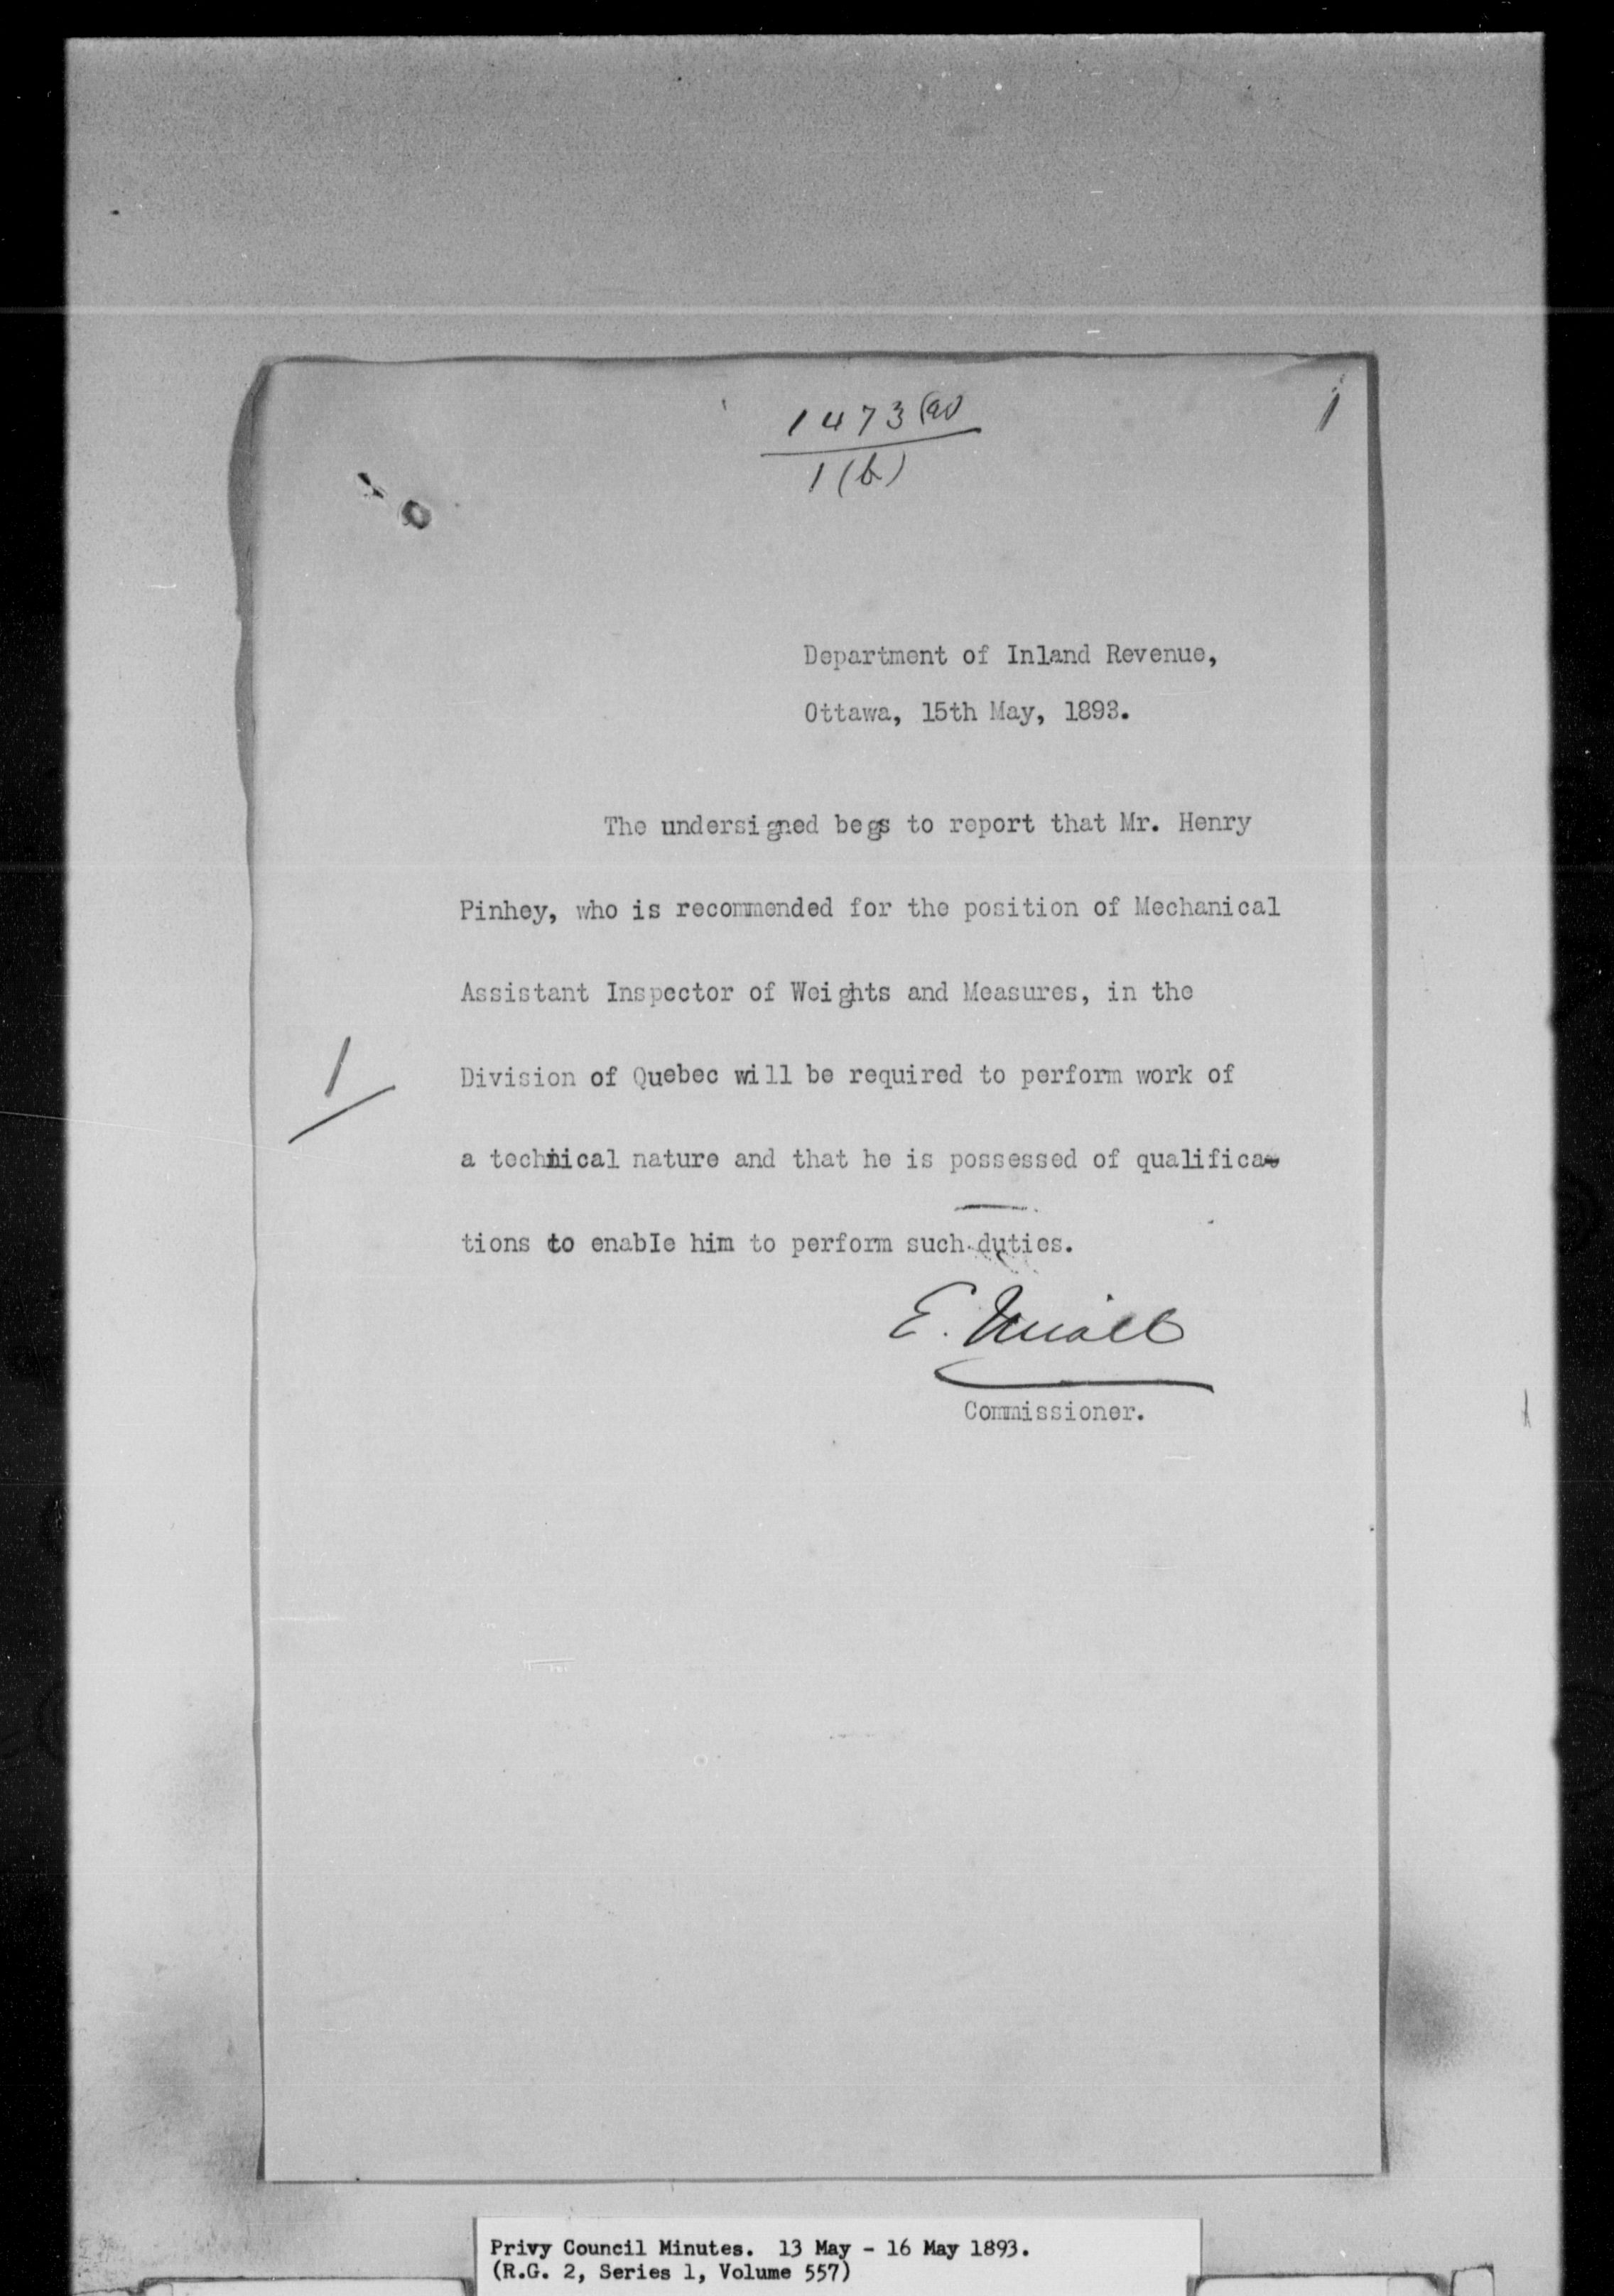 1473 (a)
1 (b)
1
Department of Inland Revenue,
Ottawa, 15th May, 1893.
The undersigned begs to report that Mr. Henry
Pinhey, who is recommended for the position of Mechanical
Assistant Inspector of Weights and Measures, in the
1
Division of Quebec will be required to perform work of
a technical nature and that he is possessed of qualifica-
tions to enable him to perform such duties.
E. Miall
Commissioner.
Privy Council Minutes. 13 May - 16 May 1893.
(R.G. 2, Series 1, Volume 557)